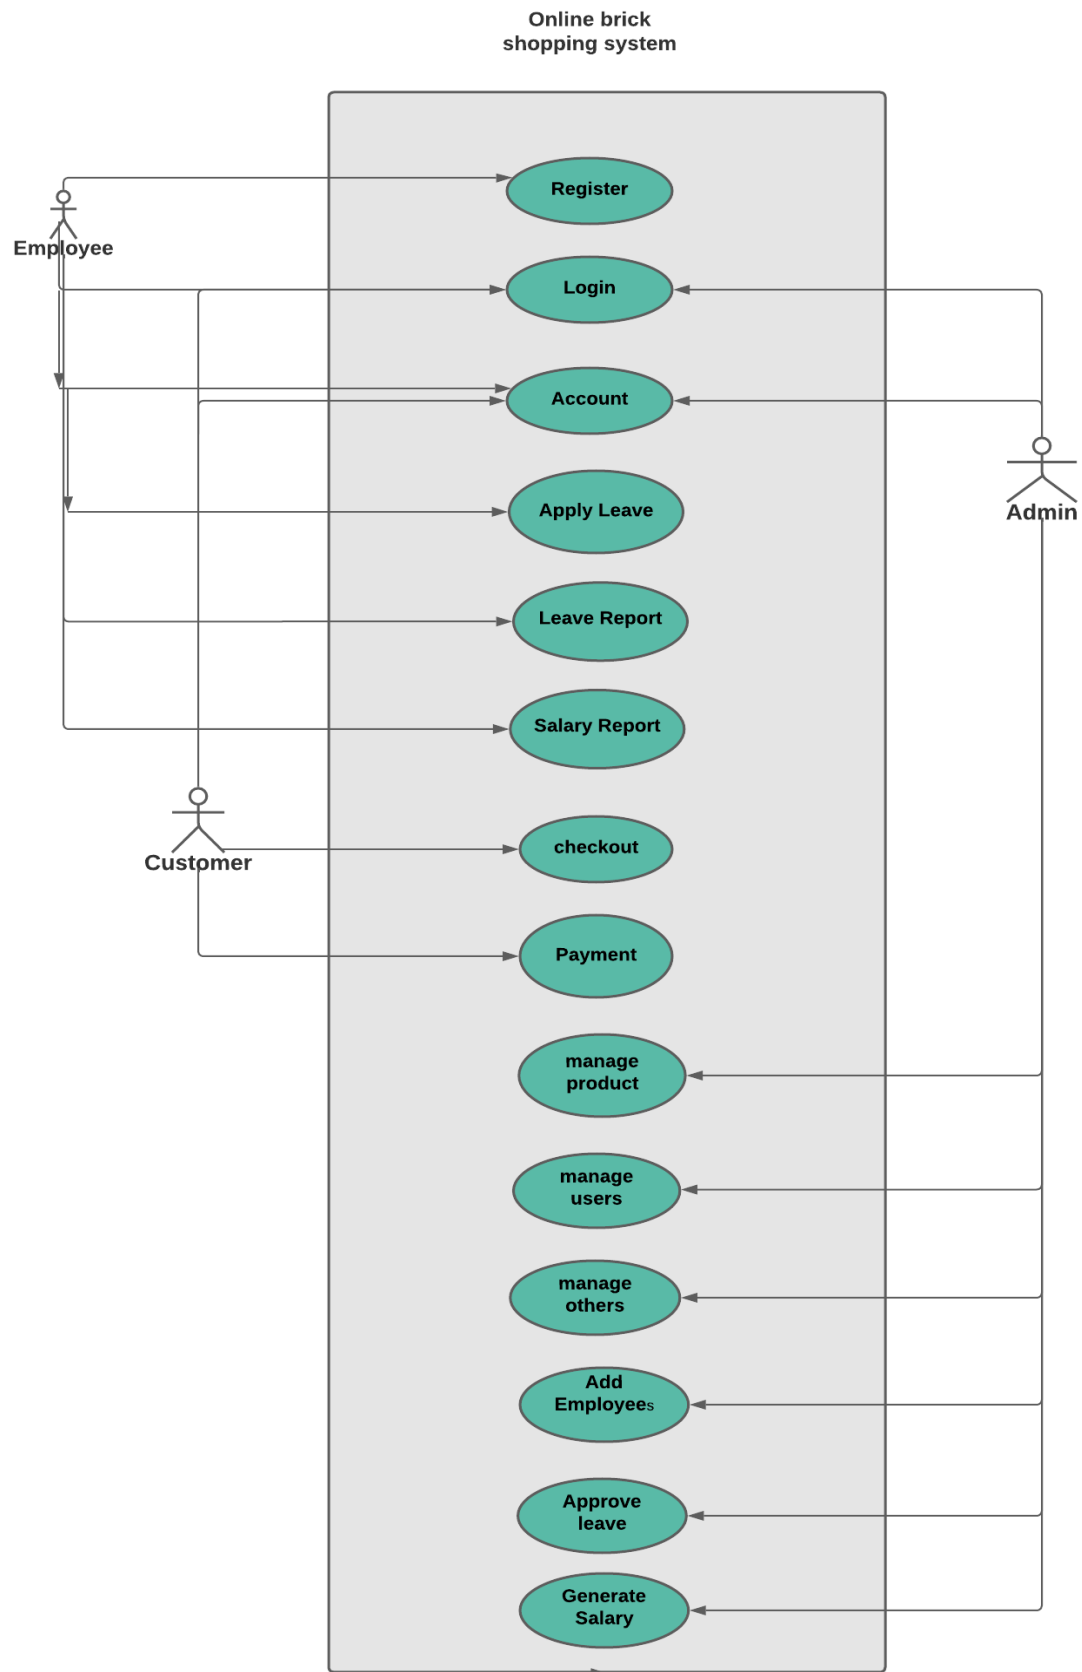 Online brick
shopping system
Register
Employee
Login
Account
Apply Leave
Admin
Leave Report
Salary Report
checkout
Customer
Payment
manage
product
manage
users
manage
others
Add
Employees
Approve
leave
Generate
Salary